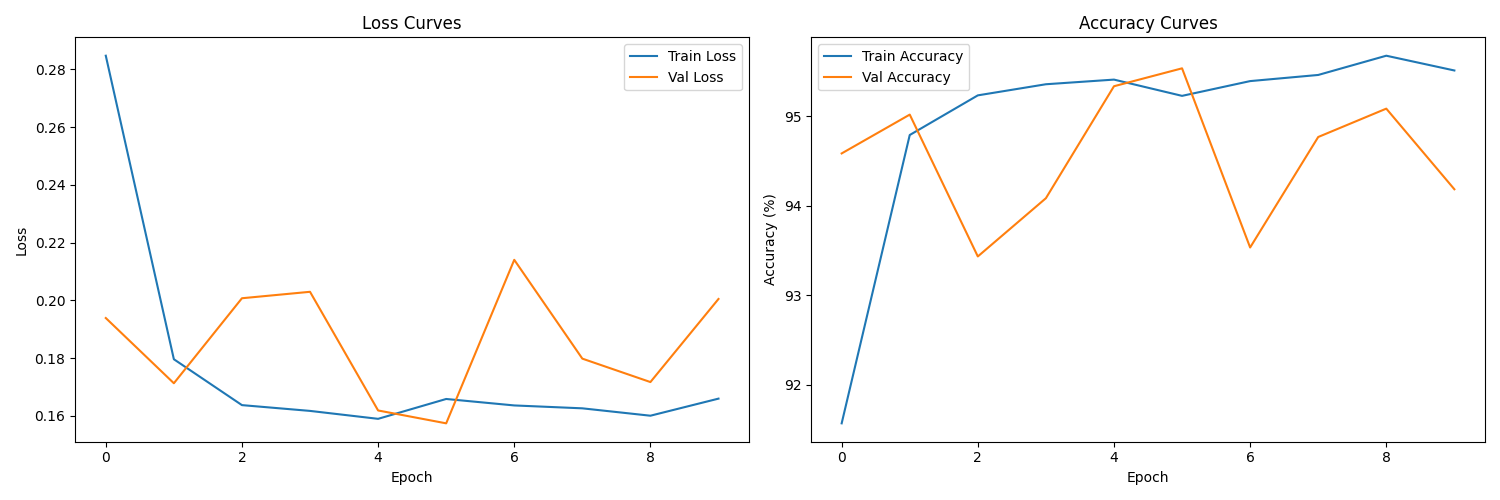 Loss Curves
Train Loss
Val Loss
0.28
0.26
0.24
0.22
0.20
0.18
0.16
Loss
0 2 4 6 8
Epoch
Accuracy Curves
Train Accuracy
Val Accuracy
95
94
93
92
Accuracy (%)
0 2 4 6 8
Epoch